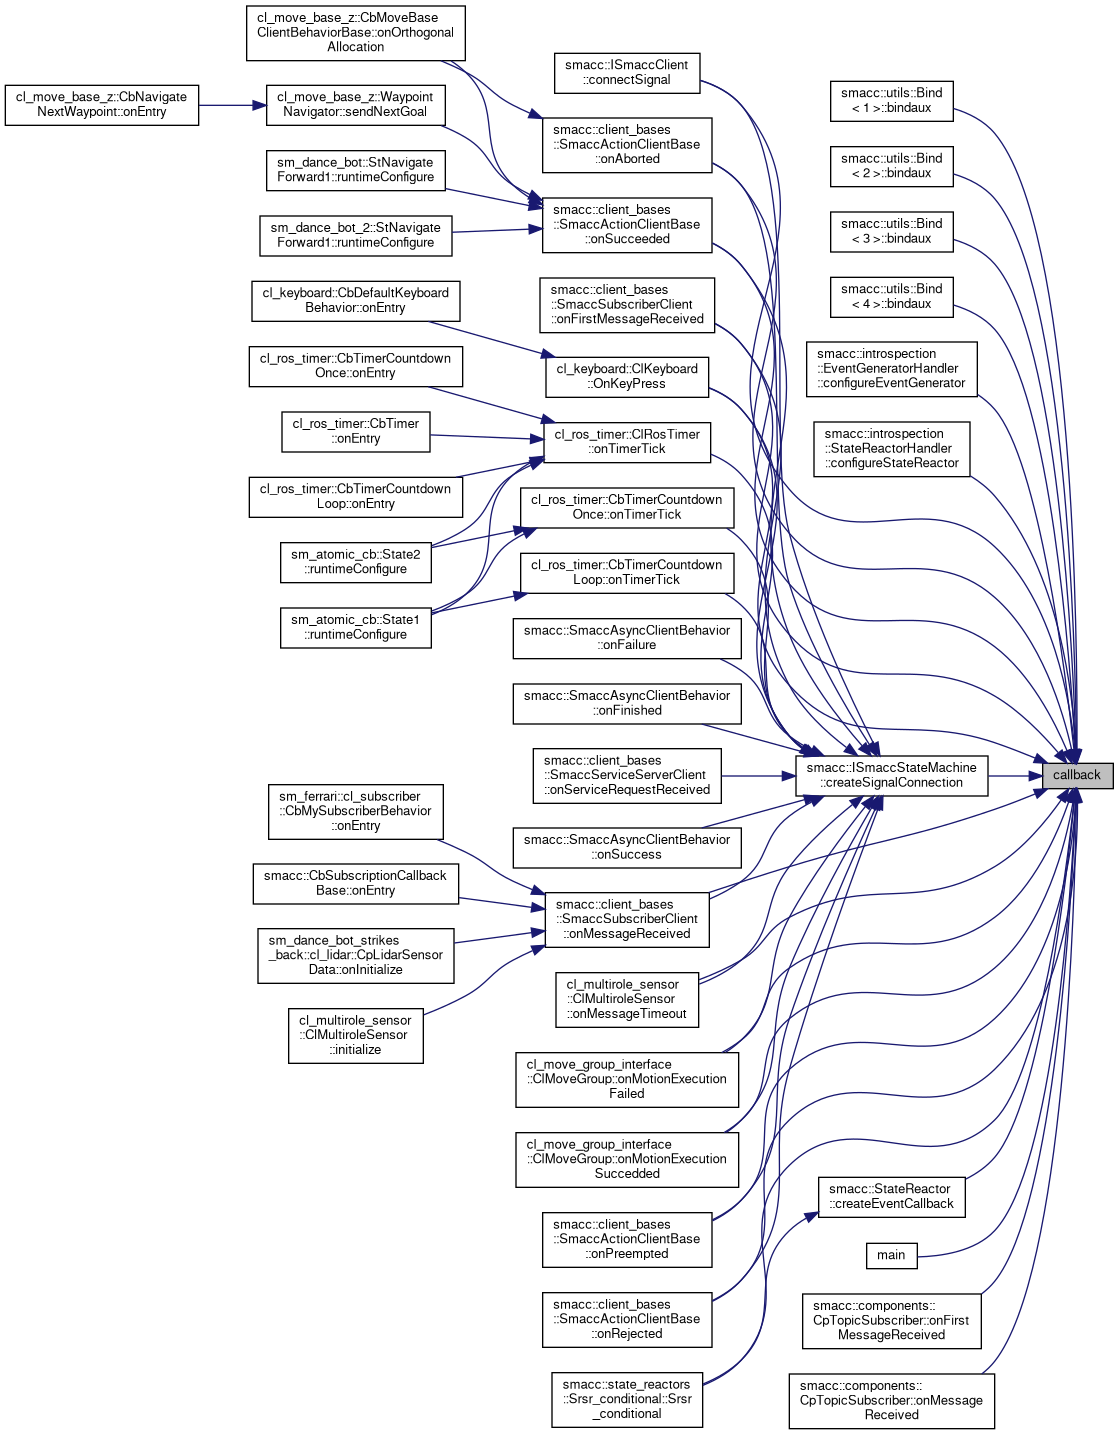 cl_move_base_z::CbMoveBase
ClientBehaviorBase::onOrthogonal
Allocation
cl_move_base_z::CbNavigate
NextWaypoint::onEntry
cl_move_base_z::Waypoint
Navigator::sendNextGoal
sm_dance_bot::StNavigate
Forward1::runtimeConfigure
sm_dance_bot_2::StNavigate
Forward1::runtimeConfigure
cl_keyboard::CbDefaultKeyboard
Behavior::onEntry
cl_ros_timer::CbTimerCountdown
Once::onEntry
cl_ros_timer::CbTimer
::onEntry
cl_ros_timer::CbTimerCountdown
Loop::onEntry
sm_atomic_cb::State2
::runtimeConfigure
sm_atomic_cb::State1
::runtimeConfigure
sm_ferrari::cl_subscriber
::CbMySubscriberBehavior
::onEntry
smacc::CbSubscriptionCallback
Base::onEntry
sm_dance_bot_strikes
_back::cl_lidar::CpLidarSensor
Data::onInitialize
cl_multirole_sensor
::ClMultiroleSensor
::initialize
smacc::ISmaccClient
::connectSignal
smacc::client_bases
::SmaccActionClientBase
::onAborted
smacc::client_bases
::SmaccActionClientBase
::onSucceeded
smacc::client_bases
::SmaccSubscriberClient
::onFirstMessageReceived
cl_keyboard::ClKeyboard
::OnKeyPress
cl_ros_timer::ClRosTimer
::onTimerTick
cl_ros_timer::CbTimerCountdown
Once::onTimerTick
cl_ros_timer::CbTimerCountdown
Loop::onTimerTick
smacc::SmaccAsyncClientBehavior
::onFailure
smacc::SmaccAsyncClientBehavior
::onFinished
smacc::client_bases
::SmaccServiceServerClient
::onServiceRequestReceived
smacc::SmaccAsyncClientBehavior
::onSuccess
smacc::client_bases
::SmaccSubscriberClient
::onMessageReceived
cl_multirole_sensor
::ClMultiroleSensor
::onMessageTimeout
cl_move_group_interface
::ClMoveGroup::onMotionExecution
Failed
cl_move_group_interface
::ClMoveGroup::onMotionExecution
Succedded
smacc::client_bases
::SmaccActionClientBase
::onPreempted
smacc::client_bases
::SmaccActionClientBase
::onRejected
smacc::state_reactors
::Srsr_conditional::Srsr
_conditional
smacc::utils::Bind
< 1 >::bindaux
smacc::utils::Bind
< 2 >::bindaux
smacc::utils::Bind
< 3 >::bindaux
smacc::utils::Bind
< 4 >::bindaux
smacc::introspection
::EventGeneratorHandler
::configureEventGenerator
smacc::introspection
::StateReactorHandler
::configureStateReactor
smacc::ISmaccStateMachine
::createSignalConnection
smacc::StateReactor
::createEventCallback
main
smacc::components::
CpTopicSubscriber::onFirst
MessageReceived
smacc::components::
CpTopicSubscriber::onMessage
Received
callback